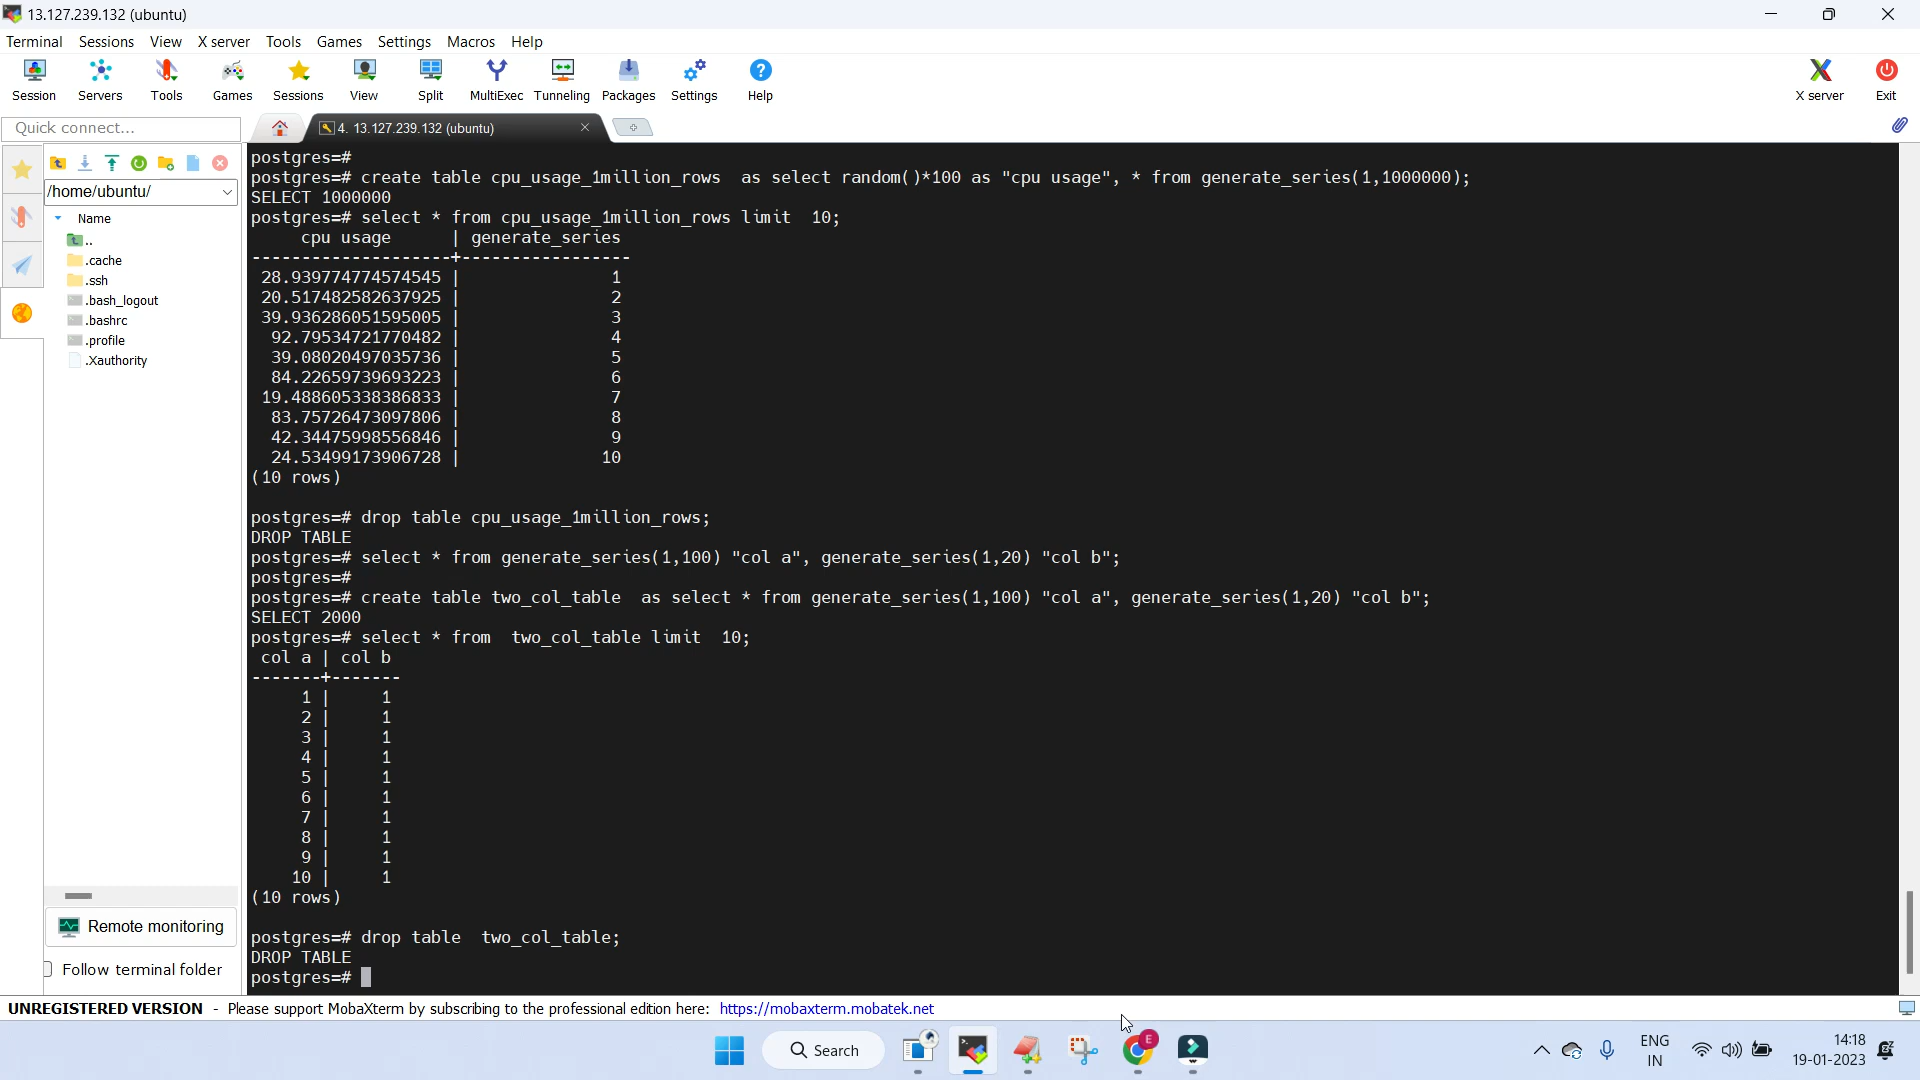 13.127.239.132 (ubuntu)
Terminal Sessions View X server Tools Games Settings Macros Help
Session Servers Tools Games Sessions View Split MultiExec Tunneling Packages Settings Help X server Exit
Quick connect...
4. 13.127.239.132 (ubuntu)
/home/ubuntu/
Name
..
.cache
.ssh
.bash_logout
.bashrc
.profile
.Xauthority
Remote monitoring
Follow terminal folder
postgres=#
postgres=# create table cpu_usage_1million_rows  as select random()*100 as "cpu usage", * from generate_series(1,1000000);
SELECT 1000000
postgres=# select * from cpu_usage_1million_rows limit  10;
     cpu usage      | generate_series
--------------------+-----------------
 28.939774774574545 |               1
 20.517482582637925 |               2
 39.936286051595005 |               3
  92.79534721770482 |               4
  39.08020497035736 |               5
  84.22659739693223 |               6
 19.488605338386833 |               7
  83.75726473097806 |               8
  42.34475998556846 |               9
  24.53499173906728 |              10
(10 rows)
postgres=# drop table cpu_usage_1million_rows;
DROP TABLE
postgres=# select * from generate_series(1,100) "col a", generate_series(1,20) "col b";
postgres=#
postgres=# create table two_col_table  as select * from generate_series(1,100) "col a", generate_series(1,20) "col b";
SELECT 2000
postgres=# select * from  two_col_table limit  10;
 col a | col b
-------+-------
     1 |     1
     2 |     1
     3 |     1
     4 |     1
     5 |     1
     6 |     1
     7 |     1
     8 |     1
     9 |     1
    10 |     1
(10 rows)
postgres=# drop table  two_col_table;
DROP TABLE
postgres=#
UNREGISTERED VERSION - Please support MobaXterm by subscribing to the professional edition here: https://mobaxterm.mobatek.net
Search
E
ENG
IN
14:18
19-01-2023